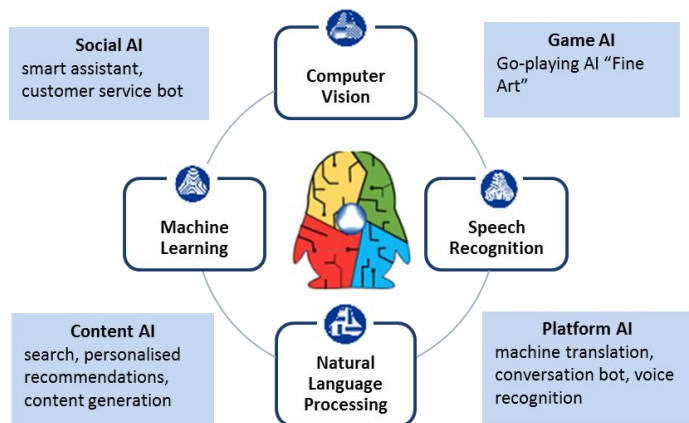 Social AI
smart assistant,
customer service bot
Computer
Vision
Game AI
Go-playing AI “Fine
Art”
Machine
Learning
Speech
Recognition
Content AI
search, personalised
recommendations,
content generation
Natural
Language
Processing
Platform AI
machine translation,
conversation bot, voice
recognition